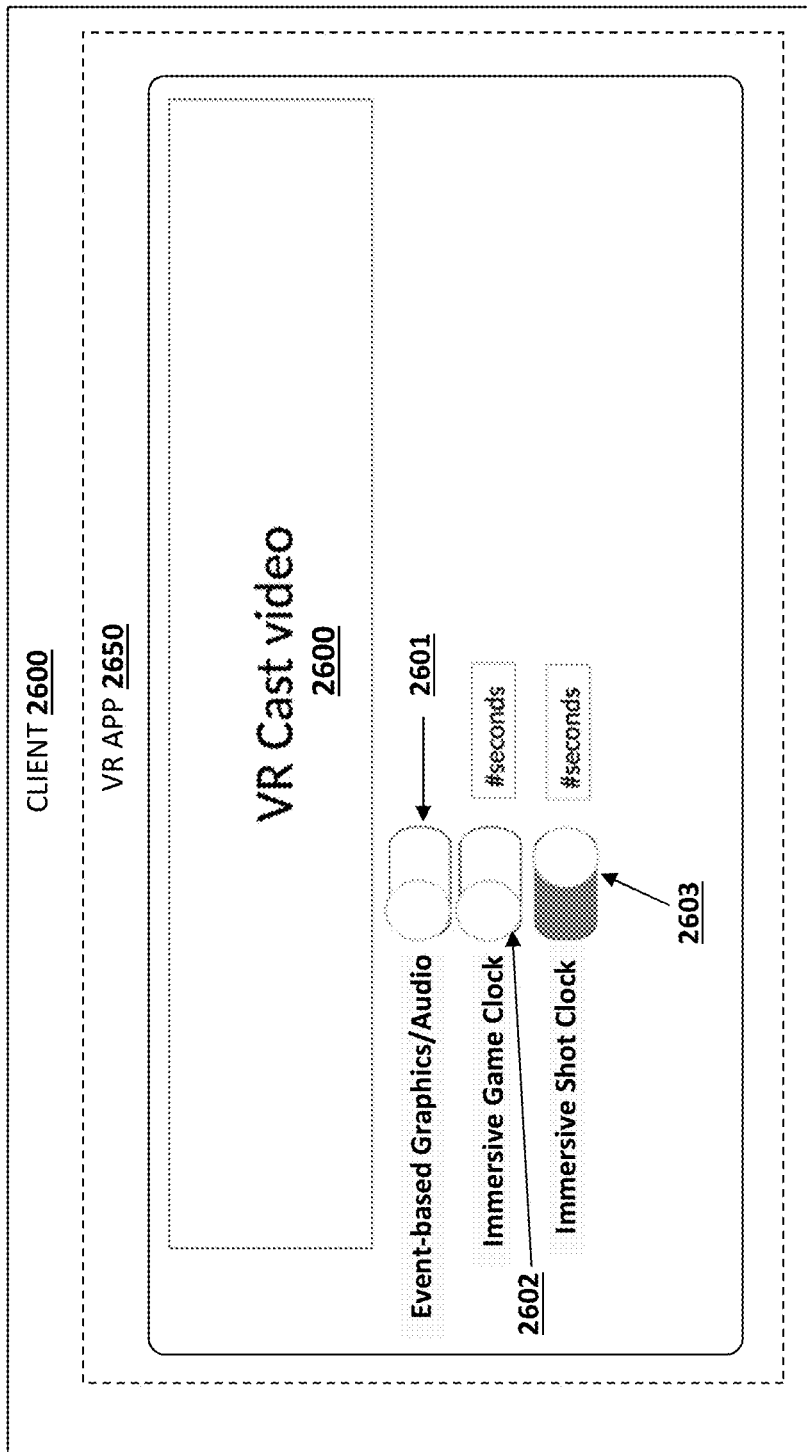 CLIENT 2600
VR APP 2650
VR Cast video
2600
Event-based Graphics/Audio
2601
Immersive Game Clock
#seconds
2602
Immersive Shot Clock
#seconds
2603